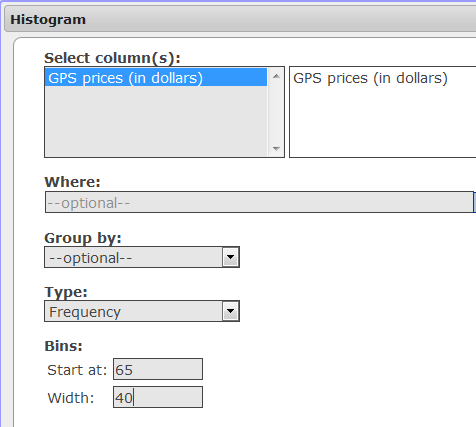 Histogram
Select column(s):
GPS prices (in dollars) GPS prices (in dollars)
Where:
--optional--
Group by:
--optional--
Type:
Frequency
Bins:
Start at: 65
Width: 40